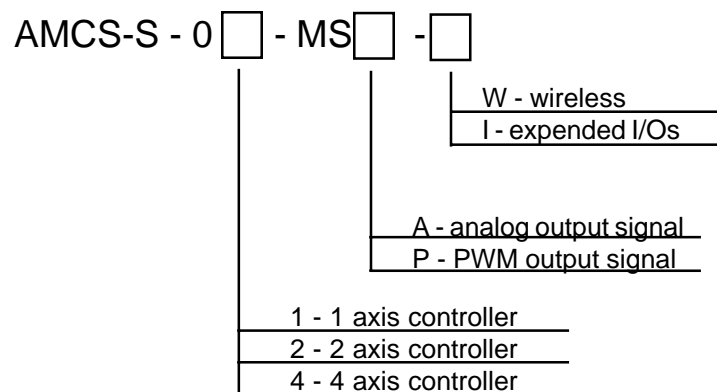 AMCS-S - 0 - MS -
W - wireless
I - expended I/Os
A - analog output signal
P - PWM output signal
1 - 1 axis controller
2 - 2 axis controller
4 - 4 axis controller